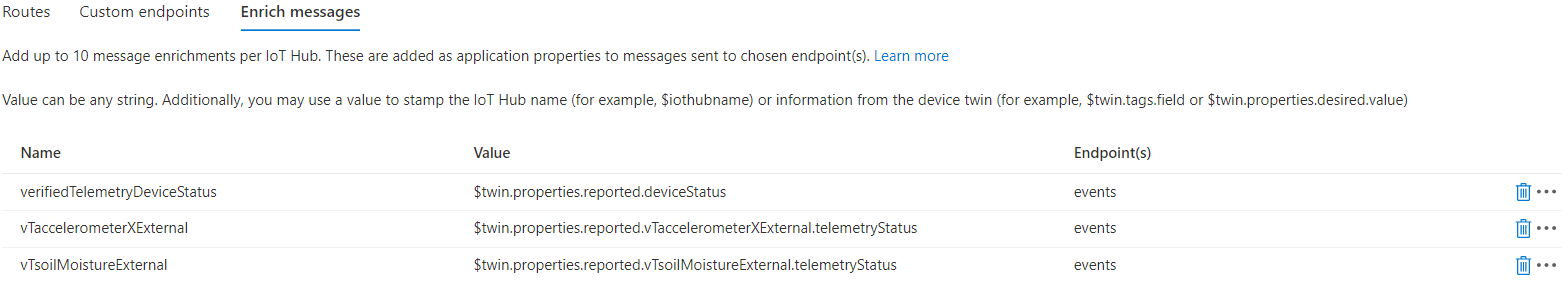 Routes Custom endpoints Enrich messages
Add up to 10 message enrichments per IoT Hub. These are added as application properties to messages sent to chosen endpoint(s). Learn more
Value can be any string. Additionally, you may use a value to stamp the IoT Hub name (for example, $iothubname) or information from the device twin (for example, $twin.tags.field or $twin.properties.desired.value)
Name Value Endpoint(s)
verifiedTelemetryDeviceStatus $twin.properties.reported.deviceStatus events
vTaccelerometerXExternal $twin.properties.reported.vTaccelerometerXExternal.telemetryStatus events
vTsoilMoistureExternal $twin.properties.reported.vTsoilMoistureExternal.telemetryStatus events